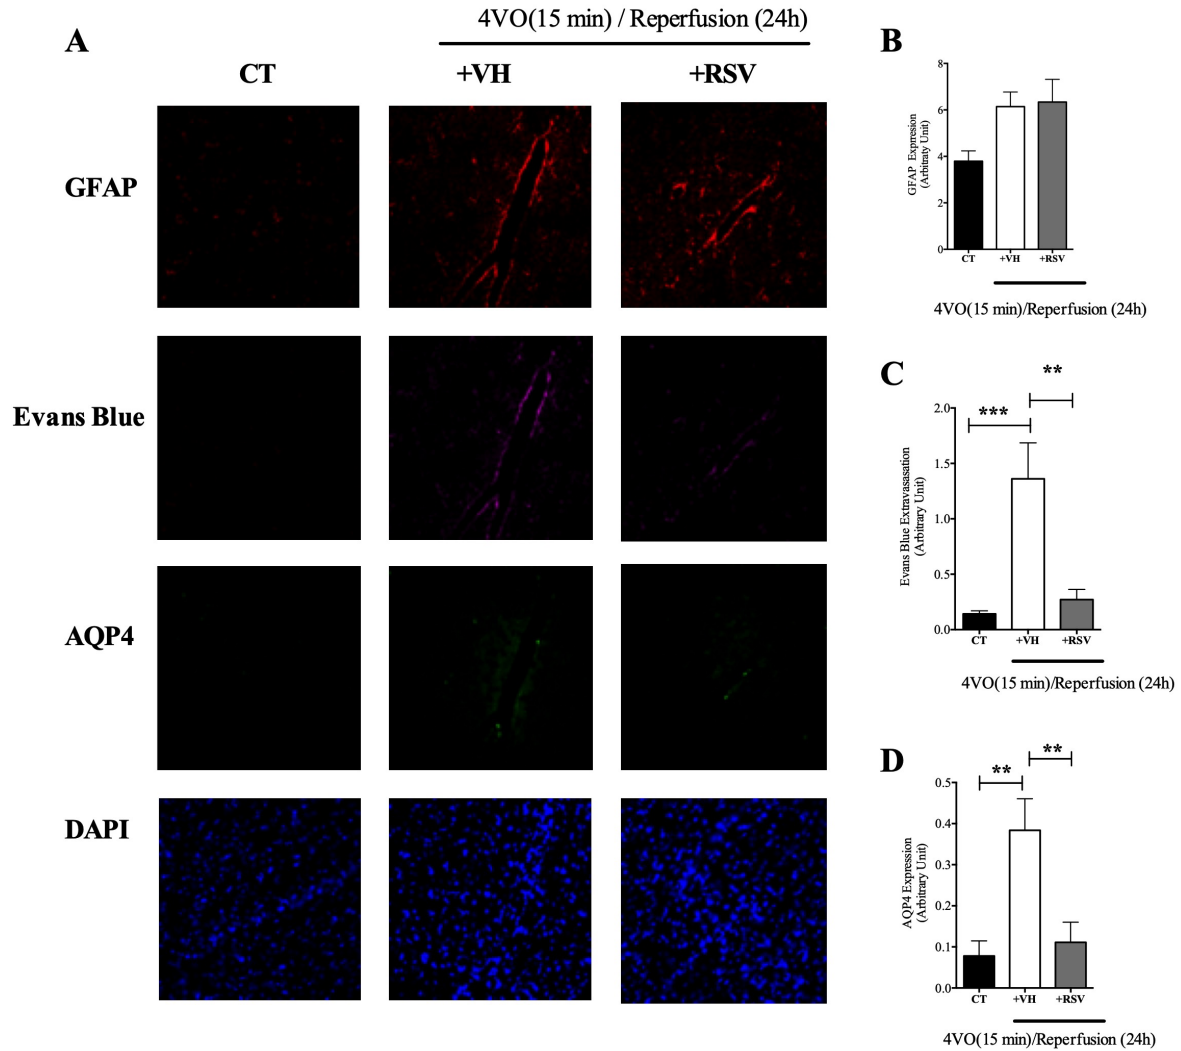 A
4VO(15 min) / Reperfusion (24h)
CT
+VH
+RSV
GFAP
Evans Blue
AQP4
DAPI
B
GFAP Exprresion
(Arbitraty Unit)
8
6
4
2
0
CT
+VH
+RSV
4VO(15 min)/Reperfusion (24h)
C
***
**
Evans Blue Extravasasation
(Arbitrary Unit)
2.0
1.5
1.0
0.5
0.0
CT
+VH
+RSV
4VO(15 min)/Reperfusion (24h)
D
**
**
AQP4 Expression
(Arbitrary Unit)
0.5
0.4
0.3
0.2
0.1
0.0
CT
+VH
+RSV
4VO(15 min)/Reperfusion (24h)